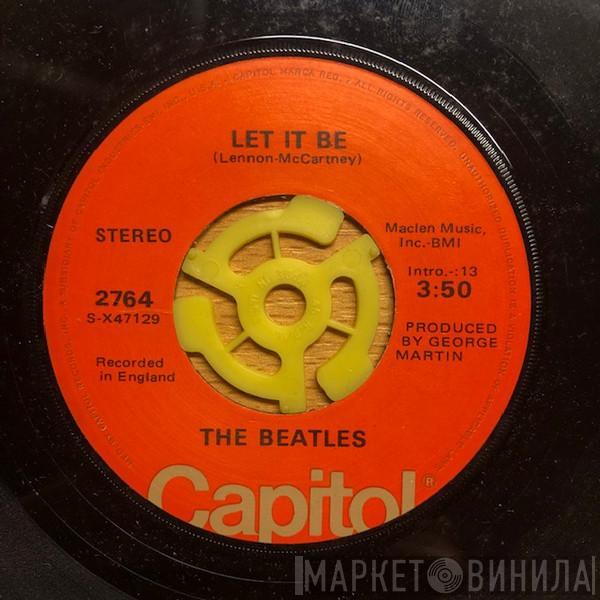 LET IT BE
(Lennon-McCartney)
STEREO
Maclen Music,
Inc.-BMI
Intro.-:13
2764
3:50
S-X47129
PRODUCED
BY GEORGE
MARTIN
Recorded
in England
THE BEATLES
Capitol®
МАРКЕТ ВИНИЛА